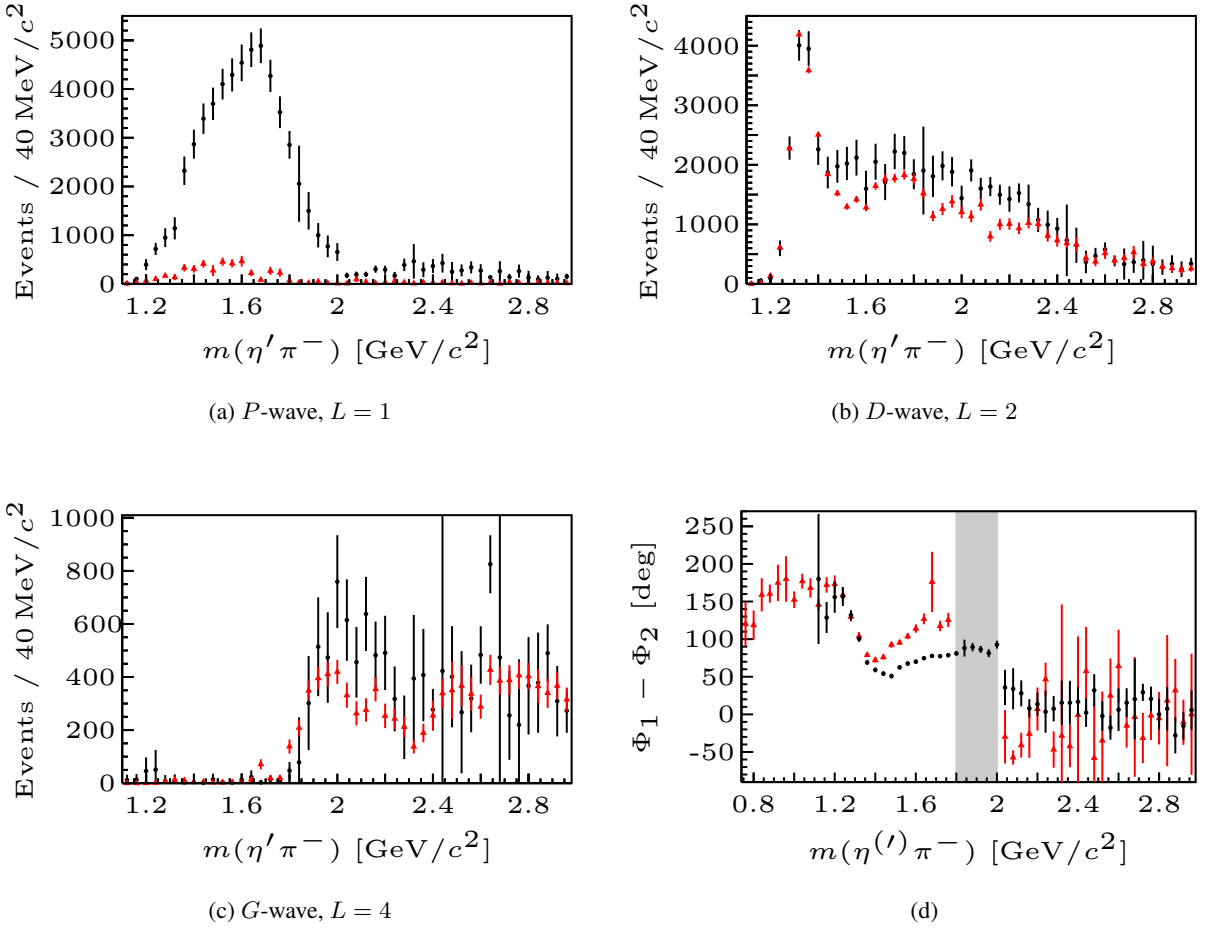 Events / 40 MeV/c²
5000
4000
3000
2000
1000
0
1.2 1.6 2 2.4 2.8
m(η′π⁻) [GeV/c²]
(a) P-wave, L = 1
Events / 40 MeV/c²
4000
3000
2000
1000
0
1.2 1.6 2 2.4 2.8
m(η′π⁻) [GeV/c²]
(b) D-wave, L = 2
Events / 40 MeV/c²
1000
800
600
400
200
0
1.2 1.6 2 2.4 2.8
m(η′π⁻) [GeV/c²]
(c) G-wave, L = 4
Φ₁ − Φ₂ [deg]
250
200
150
100
50
0
-50
0.8 1.2 1.6 2 2.4 2.8
m(η⁽′⁾π⁻) [GeV/c²]
(d)